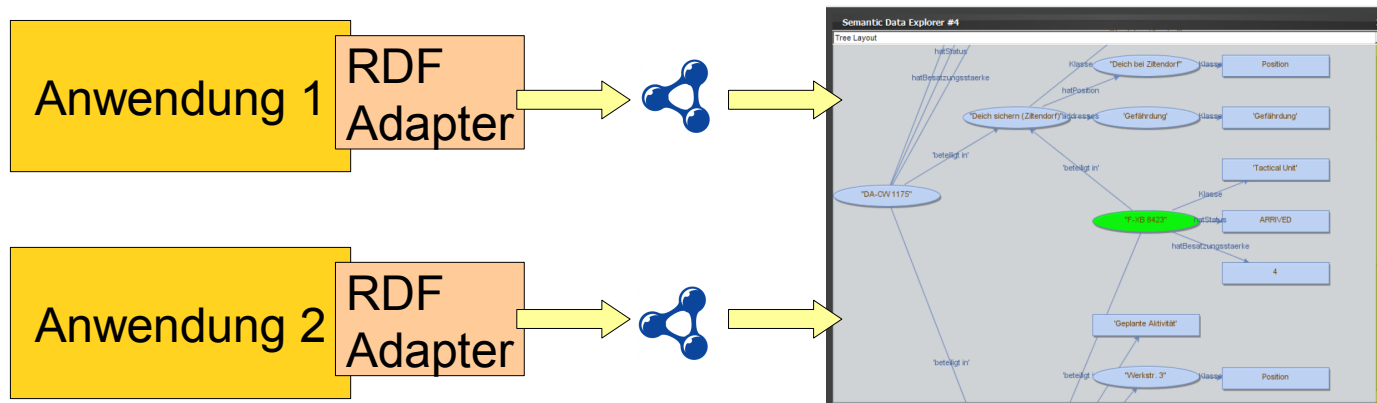 Anwendung 1
RDF
Adapter
Anwendung 2
RDF
Adapter
Semantic Data Explorer #4
Tree Layout
hatStatus
hatBesatzungsstaerke
Klasse
"Deich bei Ziltendorf"
Klasse
Position
hatPosition
"Deich sichern (Ziltendorf)"
addresses
'Gefährdung'
Klasse
'Gefährdung'
'beteiligt in'
'beteiligt in'
'Tactical Unit'
"DA-CW 1175"
Klasse
"F-XB 8423"
hatStatus
ARRIVED
hatBesatzungsstaerke
4
'Geplante Aktivität'
'beteiligt in'
'beteiligt
"Werkstr. 3"
Klasse
Position